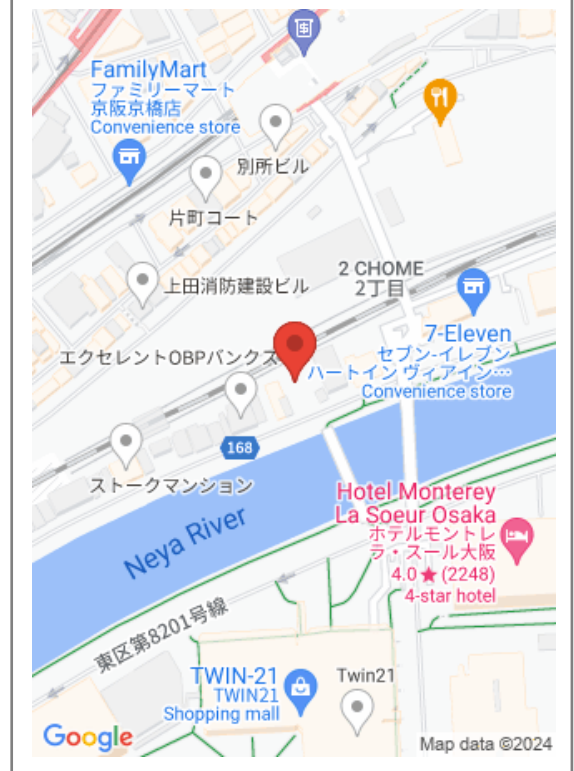 FamilyMart
ファミリーマート
京阪京橋店
Convenience store
別所ビル
片町コート
2 CHOME
2丁目
上田消防建設ビル
7-Eleven
セブン-イレブン
ハートイン ヴィアイン…
Convenience store
エクセレントOBPバンクス
168
ストークマンション
Neya River
Hotel Monterey
La Soeur Osaka
ホテルモントレ
ラ・スール大阪
4.0★(2248)
4-star hotel
東区第8201号線
TWIN-21
TWIN21
Shopping mall
Twin21
Google
Map data ©2024